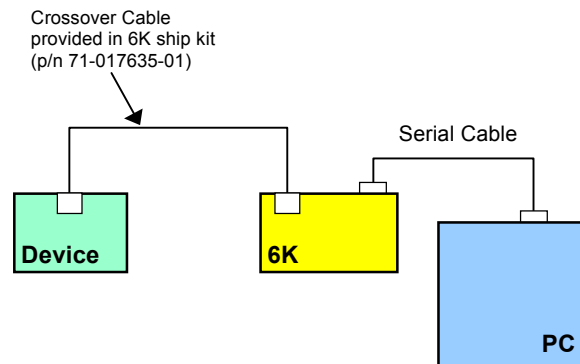 Crossover Cable
provided in 6K ship kit
(p/n 71-017635-01)
Serial Cable
Device
6K
PC